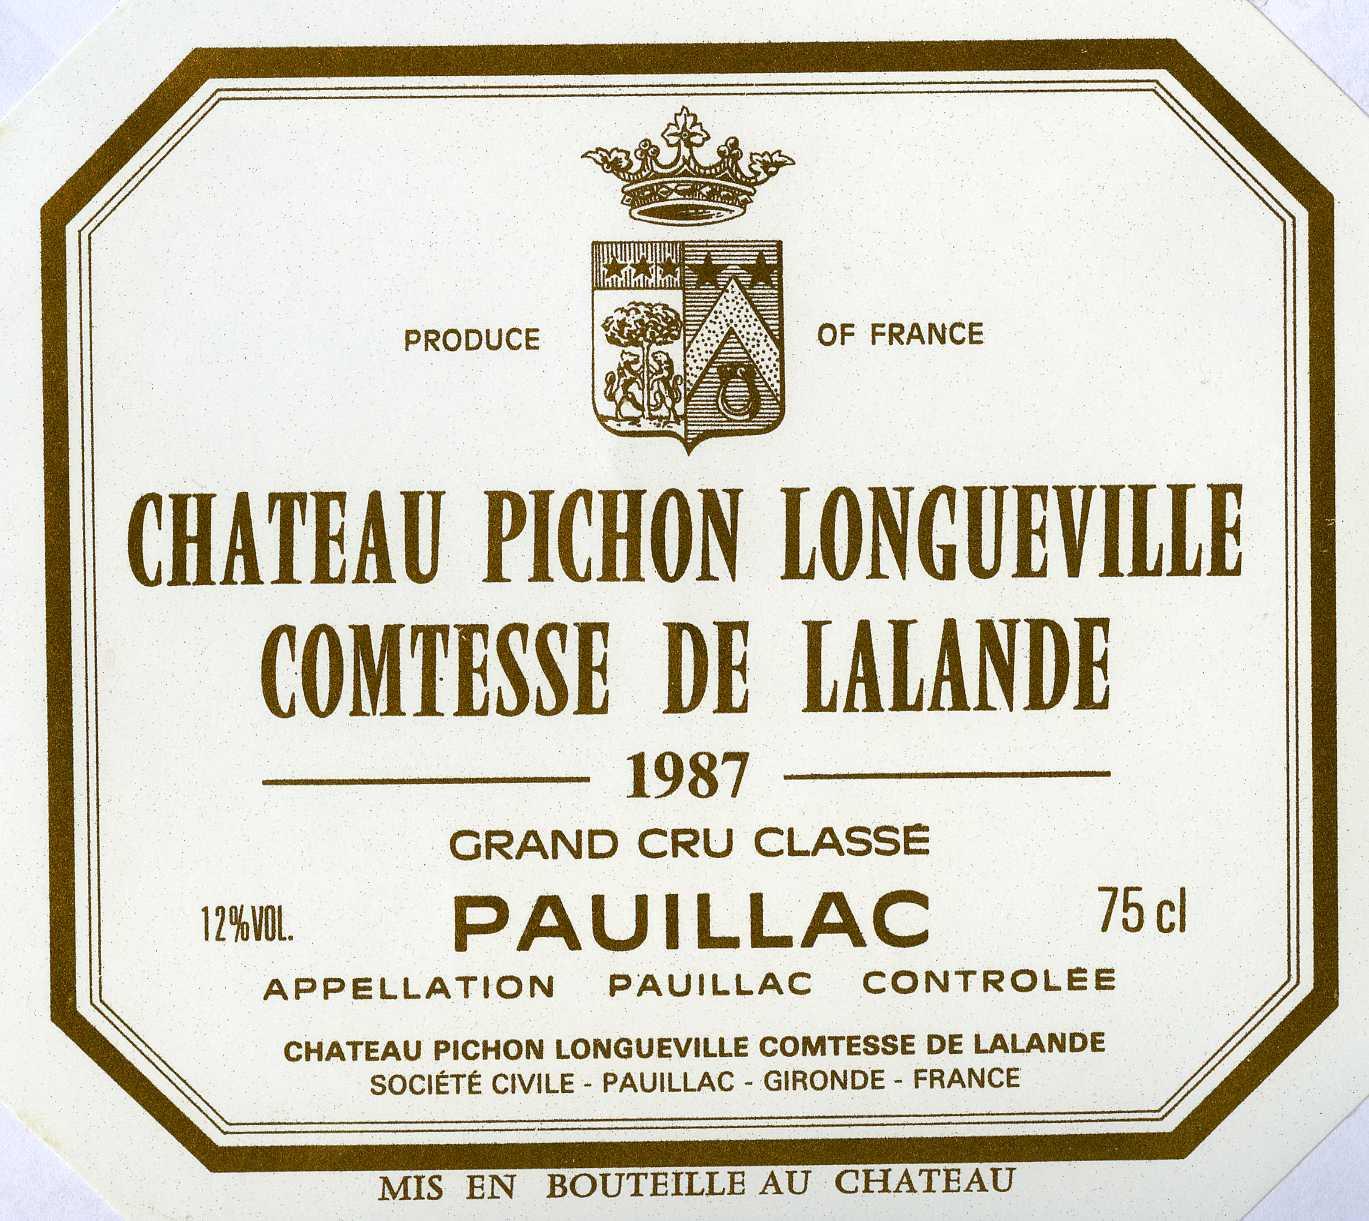 PRODUCE OF FRANCE
CHATEAU PICHON LONGUEVILLE
COMTESSE DE LALANDE
1987
GRAND CRU CLASSÉ
12%VOL. PAUILLAC 75 cl
APPELLATION PAUILLAC CONTROLÉE
CHATEAU PICHON LONGUEVILLE COMTESSE DE LALANDE
SOCIÉTÉ CIVILE - PAUILLAC - GIRONDE - FRANCE
MIS EN BOUTEILLE AU CHATEAU